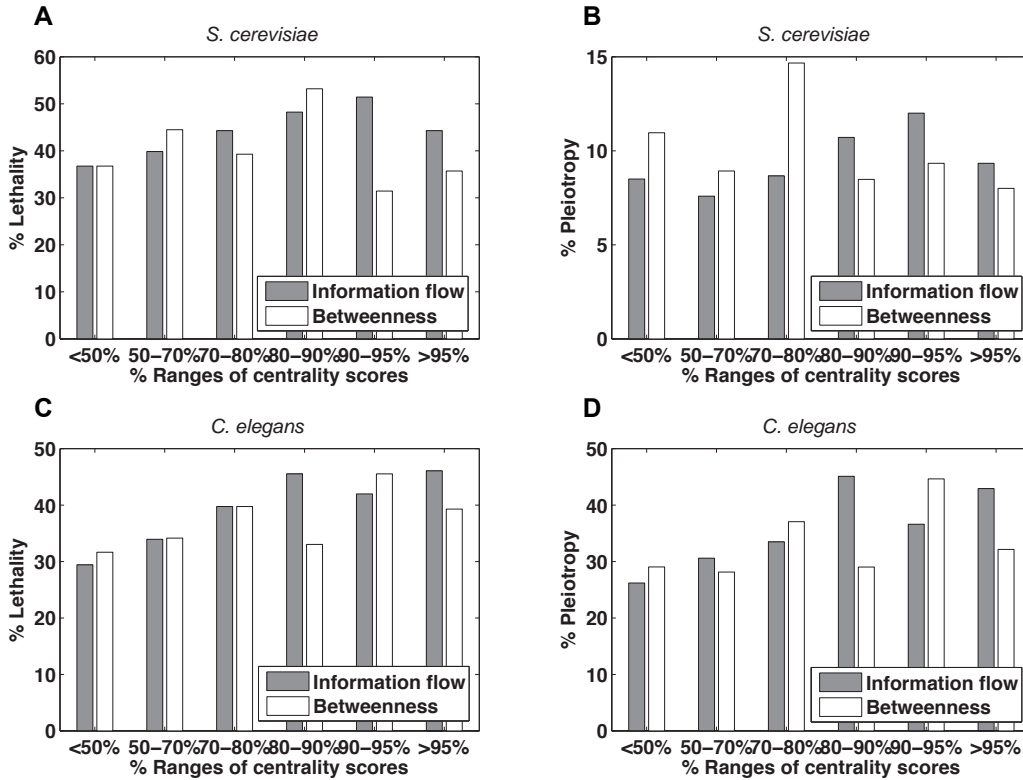 A
S. cerevisiae
60
50
40
30
20
10
0
% Lethality
Information flow
Betweenness
<50% 50–70% 70–80% 80–90% 90–95% >95%
% Ranges of centrality scores
B
S. cerevisiae
15
10
5
0
% Pleiotropy
Information flow
Betweenness
<50% 50–70% 70–80% 80–90% 90–95% >95%
% Ranges of centrality scores
C
C. elegans
50
40
30
20
10
0
% Lethality
Information flow
Betweenness
<50% 50–70% 70–80% 80–90% 90–95% >95%
% Ranges of centrality scores
D
C. elegans
50
40
30
20
10
0
% Pleiotropy
Information flow
Betweenness
<50% 50–70% 70–80% 80–90% 90–95% >95%
% Ranges of centrality scores